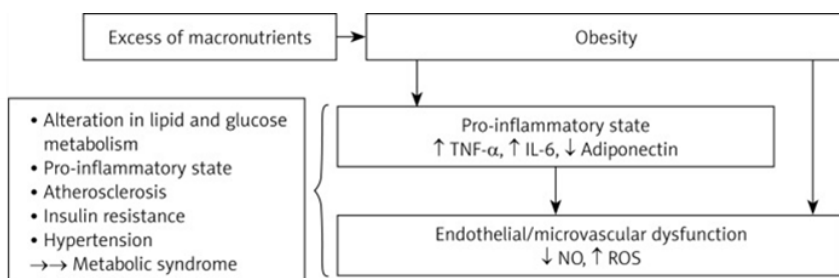 Excess of macronutrients
Obesity
• Alteration in lipid and glucose
metabolism
• Pro-inflammatory state
• Atherosclerosis
• Insulin resistance
• Hypertension
→→ Metabolic syndrome
Pro-inflammatory state
↑ TNF-α, ↑ IL-6, ↓ Adiponectin
Endothelial/microvascular dysfunction
↓ NO, ↑ ROS